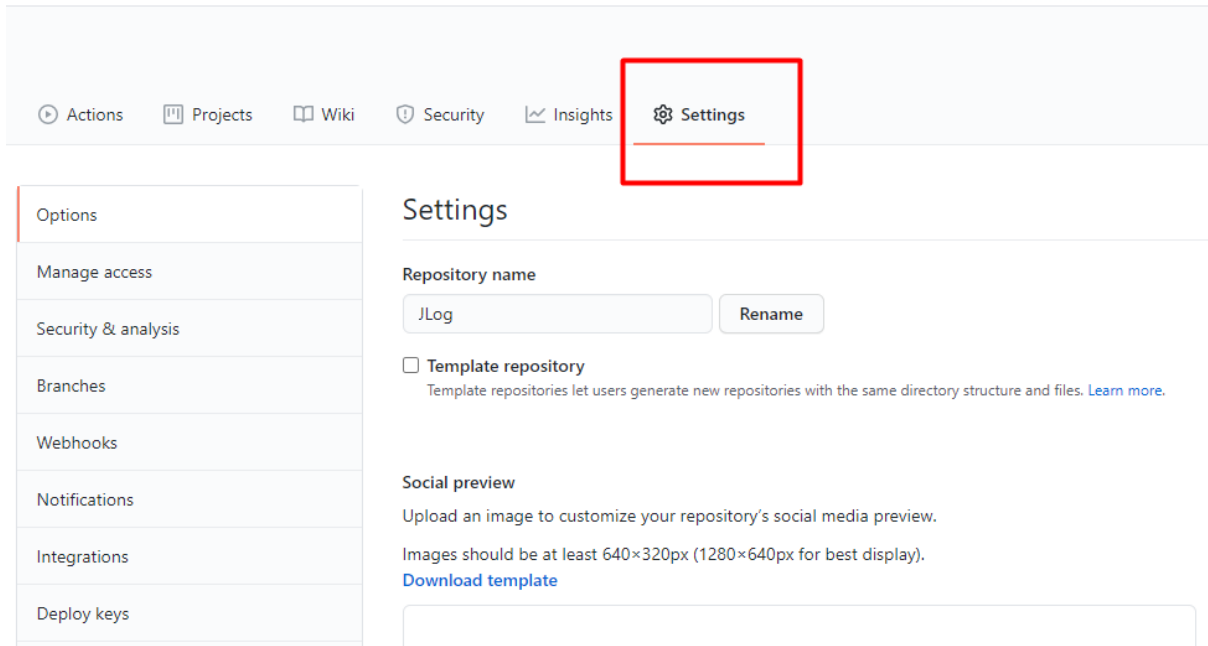 Actions Projects Wiki Security Insights Settings
Options
Manage access
Security & analysis
Branches
Webhooks
Notifications
Integrations
Deploy keys
Settings
Repository name
JLog Rename
Template repository
Template repositories let users generate new repositories with the same directory structure and files. Learn more.
Social preview
Upload an image to customize your repository’s social media preview.
Images should be at least 640×320px (1280×640px for best display).
Download template